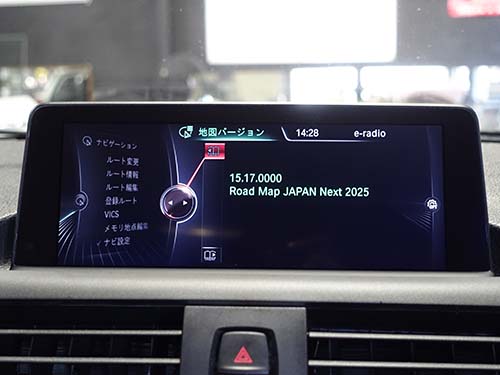 地図バージョン 14:28 e-radio
ナビゲーション
ルート変更
ルート情報
ルート編集
登録ルート
VICS
メモリ地点編集
✓ナビ設定
15.17.0000
Road Map JAPAN Next 2025